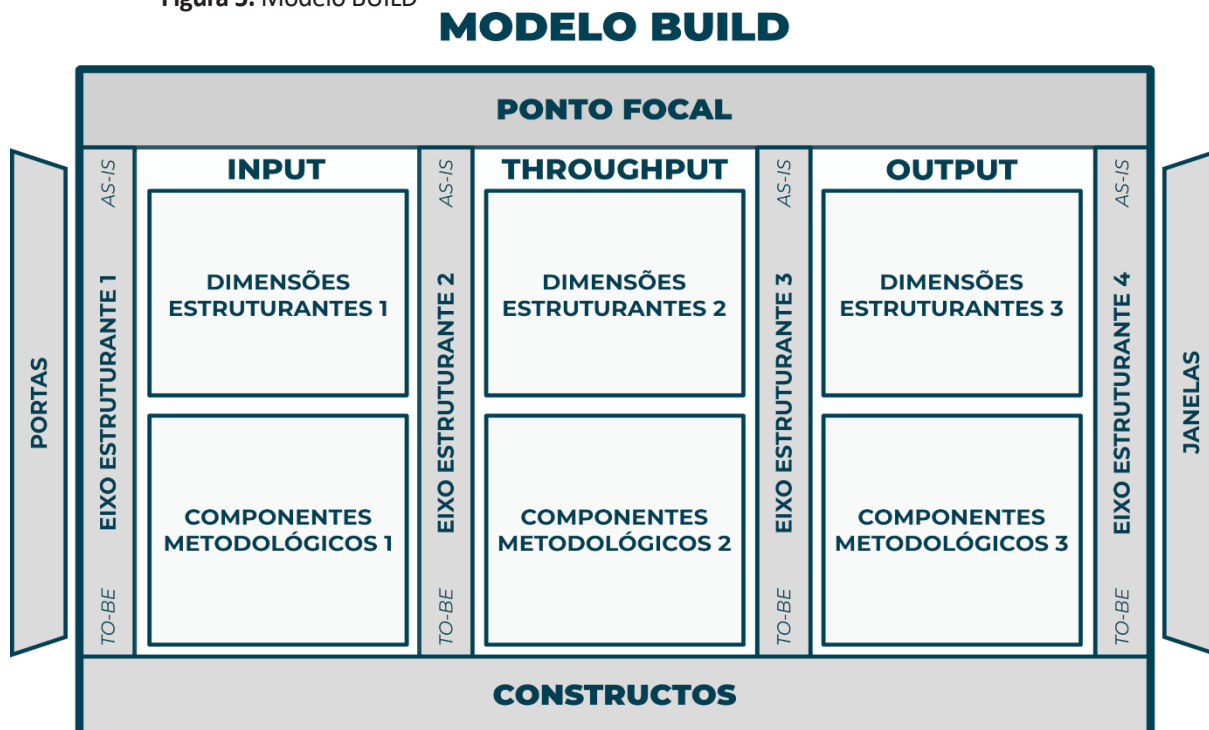 Figura 3. Modelo BUILD
MODELO BUILD
PONTO FOCAL
PORTAS
AS-IS
EIXO ESTRUTURANTE 1
TO-BE
INPUT
DIMENSÕES
ESTRUTURANTES 1
COMPONENTES
METODOLÓGICOS 1
AS-IS
EIXO ESTRUTURANTE 2
TO-BE
THROUGHPUT
DIMENSÕES
ESTRUTURANTES 2
COMPONENTES
METODOLÓGICOS 2
AS-IS
EIXO ESTRUTURANTE 3
TO-BE
OUTPUT
DIMENSÕES
ESTRUTURANTES 3
COMPONENTES
METODOLÓGICOS 3
AS-IS
EIXO ESTRUTURANTE 4
TO-BE
JANELAS
CONSTRUCTOS